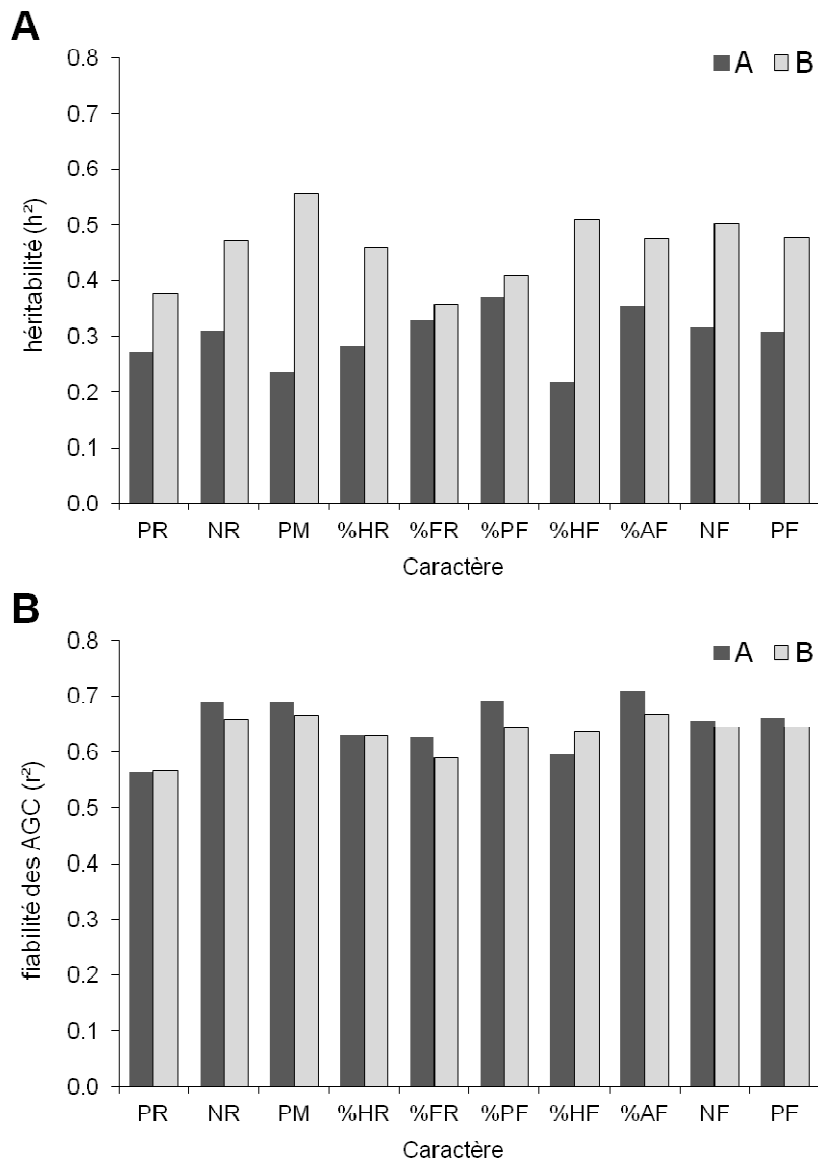 A
A B
0.8
0.7
0.6
0.5
0.4
0.3
0.2
0.1
0.0
héritabilité (h²)
PR NR PM %HR %FR %PF %HF %AF NF PF
Caractère
B
A B
0.8
0.7
0.6
0.5
0.4
0.3
0.2
0.1
0.0
fiabilité des AGC (r²)
PR NR PM %HR %FR %PF %HF %AF NF PF
Caractère